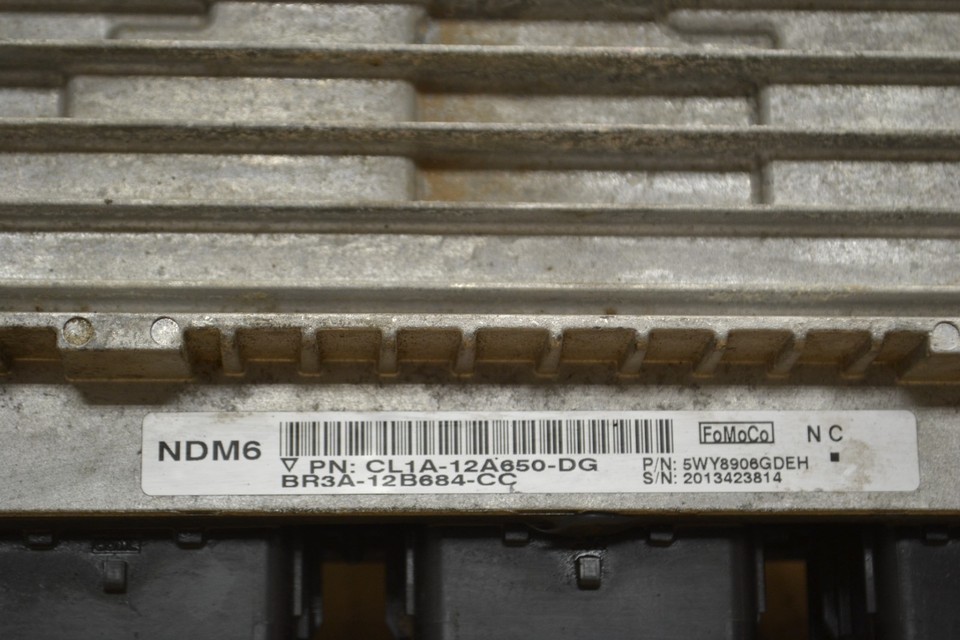 NDM6
FoMoCo N C
▽ PN: CL1A-12A650-DG
BR3A-12B684-CC
P/N: 5WY8906GDEH
S/N: 2013423814